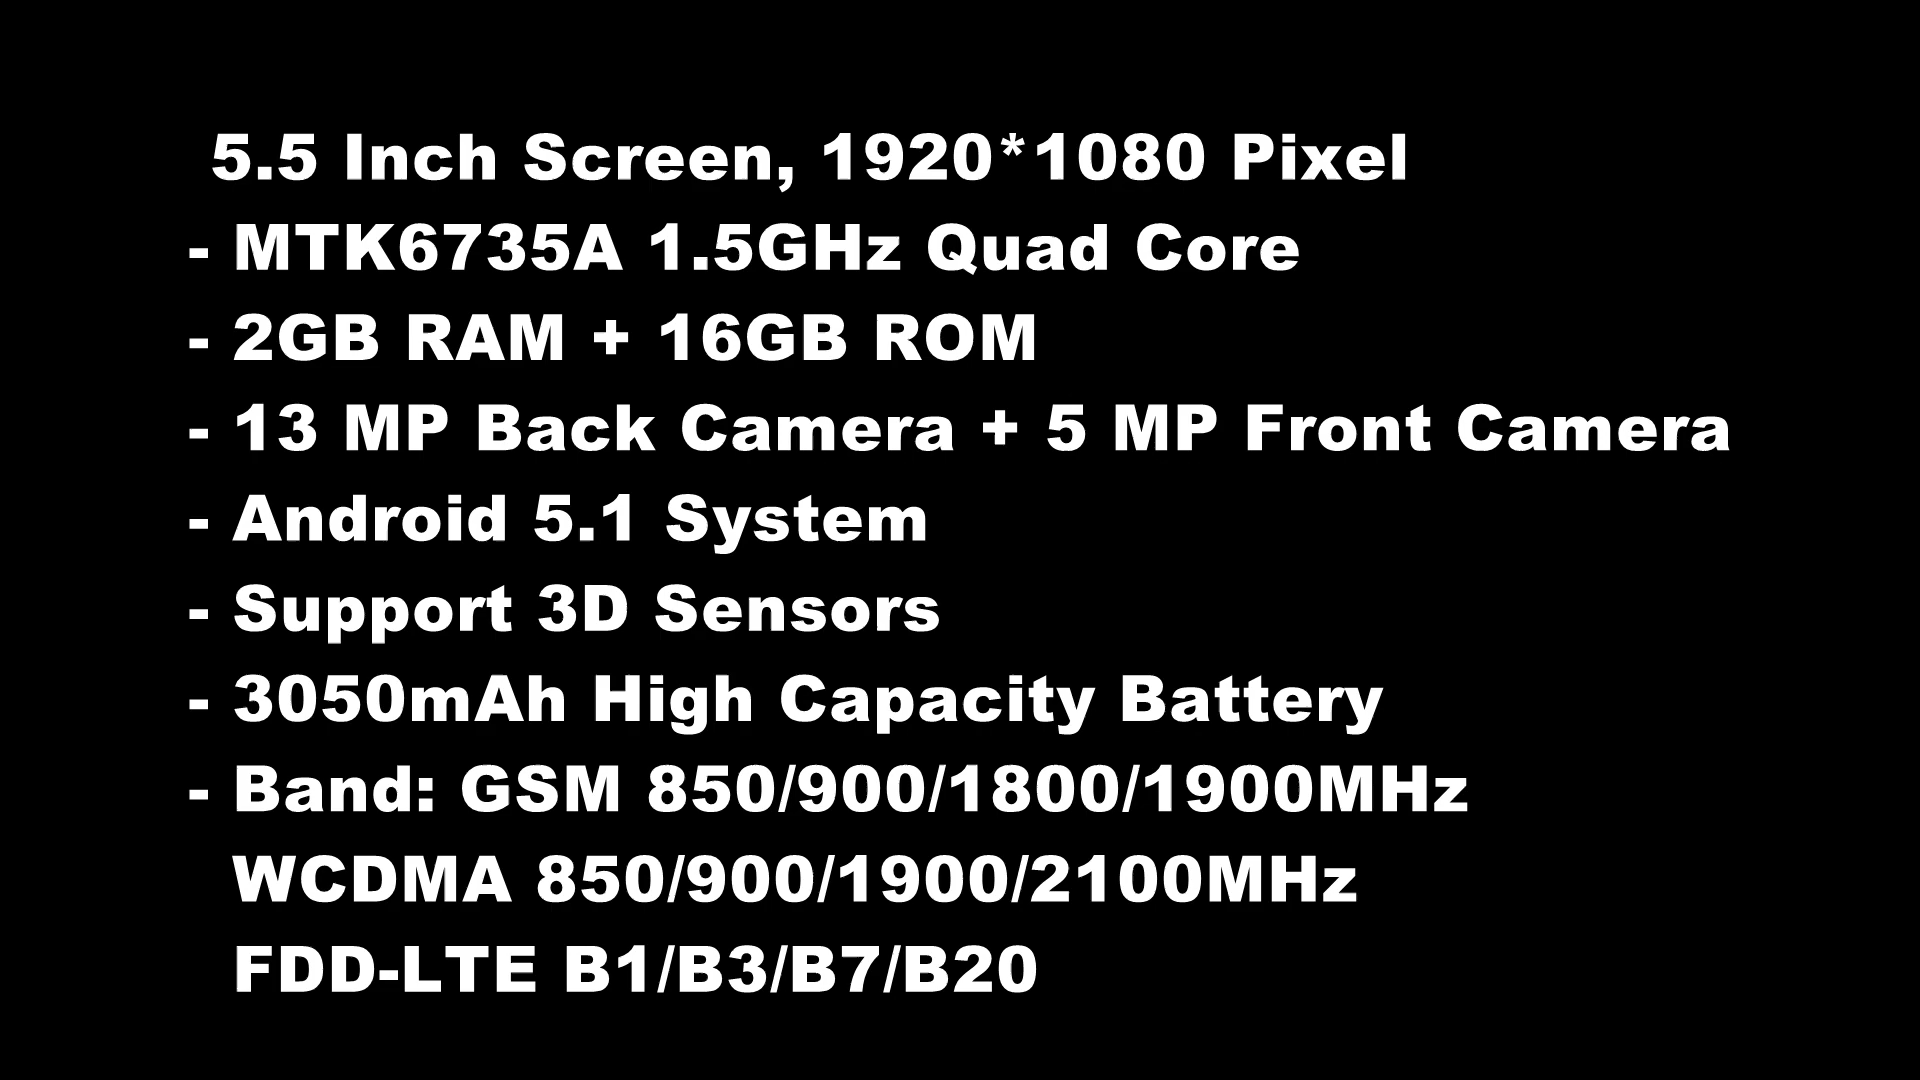 5.5 Inch Screen, 1920*1080 Pixel
- MTK6735A 1.5GHz Quad Core
- 2GB RAM + 16GB ROM
- 13 MP Back Camera + 5 MP Front Camera
- Android 5.1 System
- Support 3D Sensors
- 3050mAh High Capacity Battery
- Band: GSM 850/900/1800/1900MHz
WCDMA 850/900/1900/2100MHz
FDD-LTE B1/B3/B7/B20